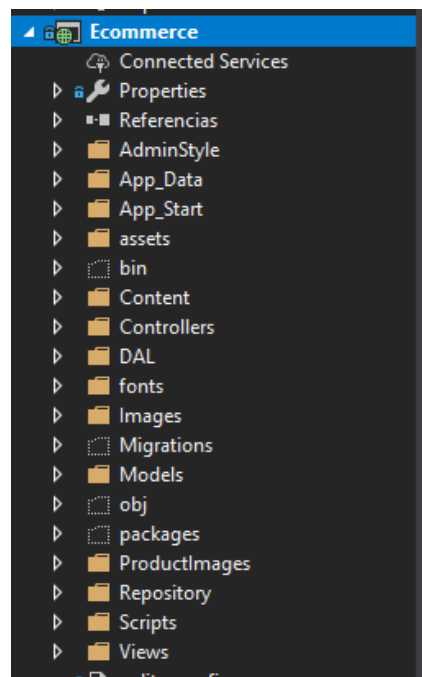 Ecommerce
Connected Services
Properties
Referencias
AdminStyle
App_Data
App_Start
assets
bin
Content
Controllers
DAL
fonts
Images
Migrations
Models
obj
packages
ProductImages
Repository
Scripts
Views